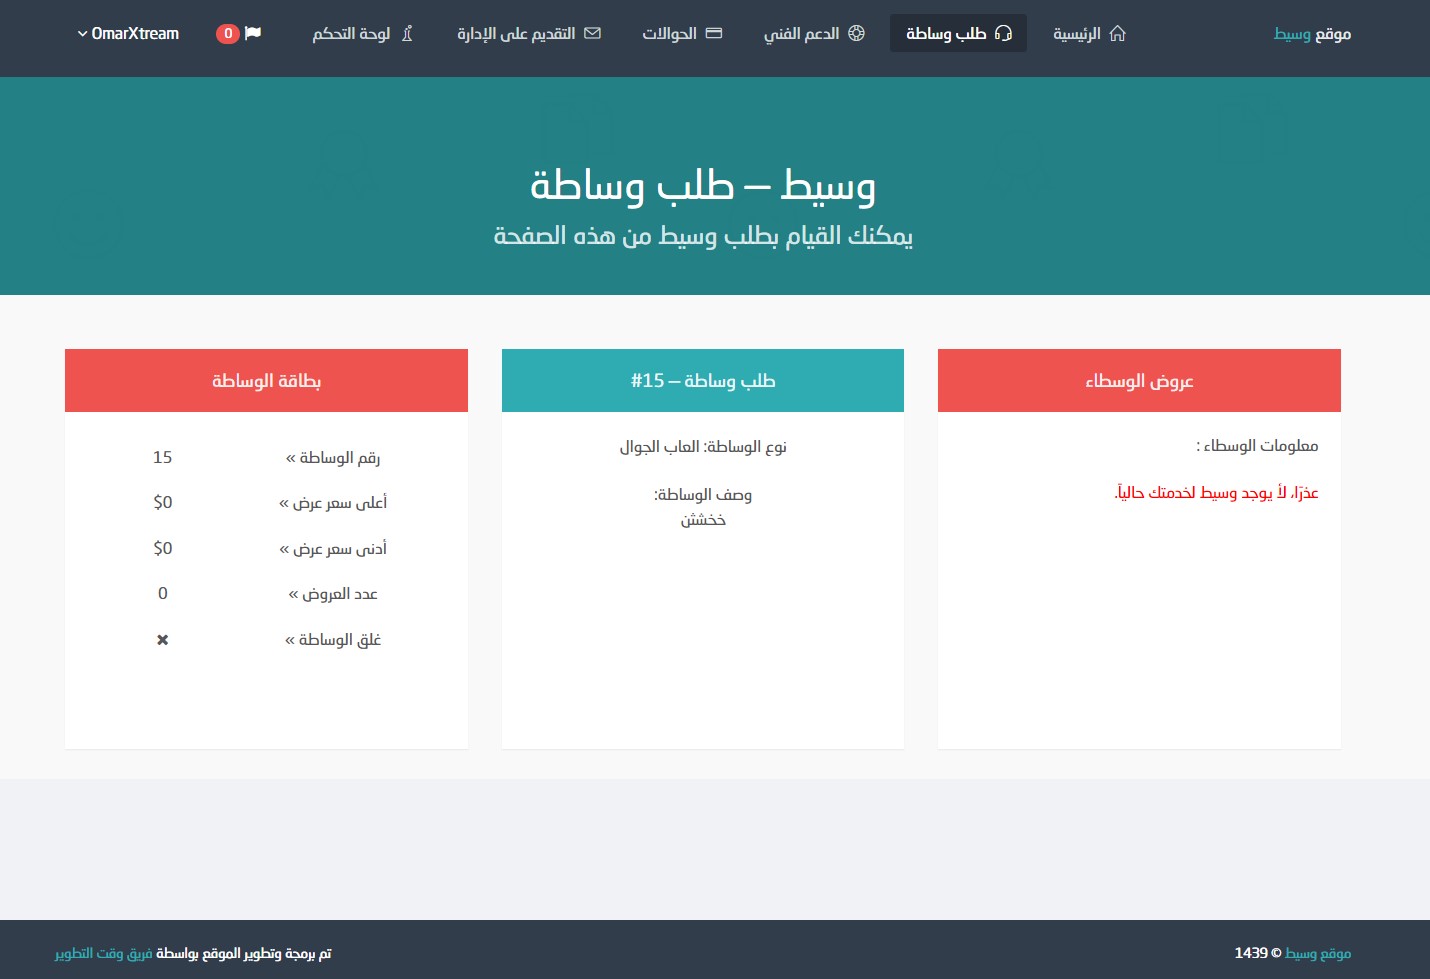 موقع وسيط
الرئيسية
طلب وساطة
الدعم الفني
الحوالات
التقديم على الإدارة
لوحة التحكم
0
OmarXtream
وسيط – طلب وساطة
يمكنك القيام بطلب وسيط من هذه الصفحة
عروض الوسطاء
معلومات الوسطاء :
عذرًا، لأ يوجد وسيط لخدمتك حالياً.
طلب وساطة – 15#
نوع الوساطة: العاب الجوال
وصف الوساطة:
خخشثن
بطاقة الوساطة
رقم الوساطة » 15
أعلى سعر عرض » $0
أدنى سعر عرض » $0
عدد العروض » 0
غلق الوساطة » ✖
موقع وسيط © 1439
تم برمجة وتطوير الموقع بواسطة فريق وقت التطوير